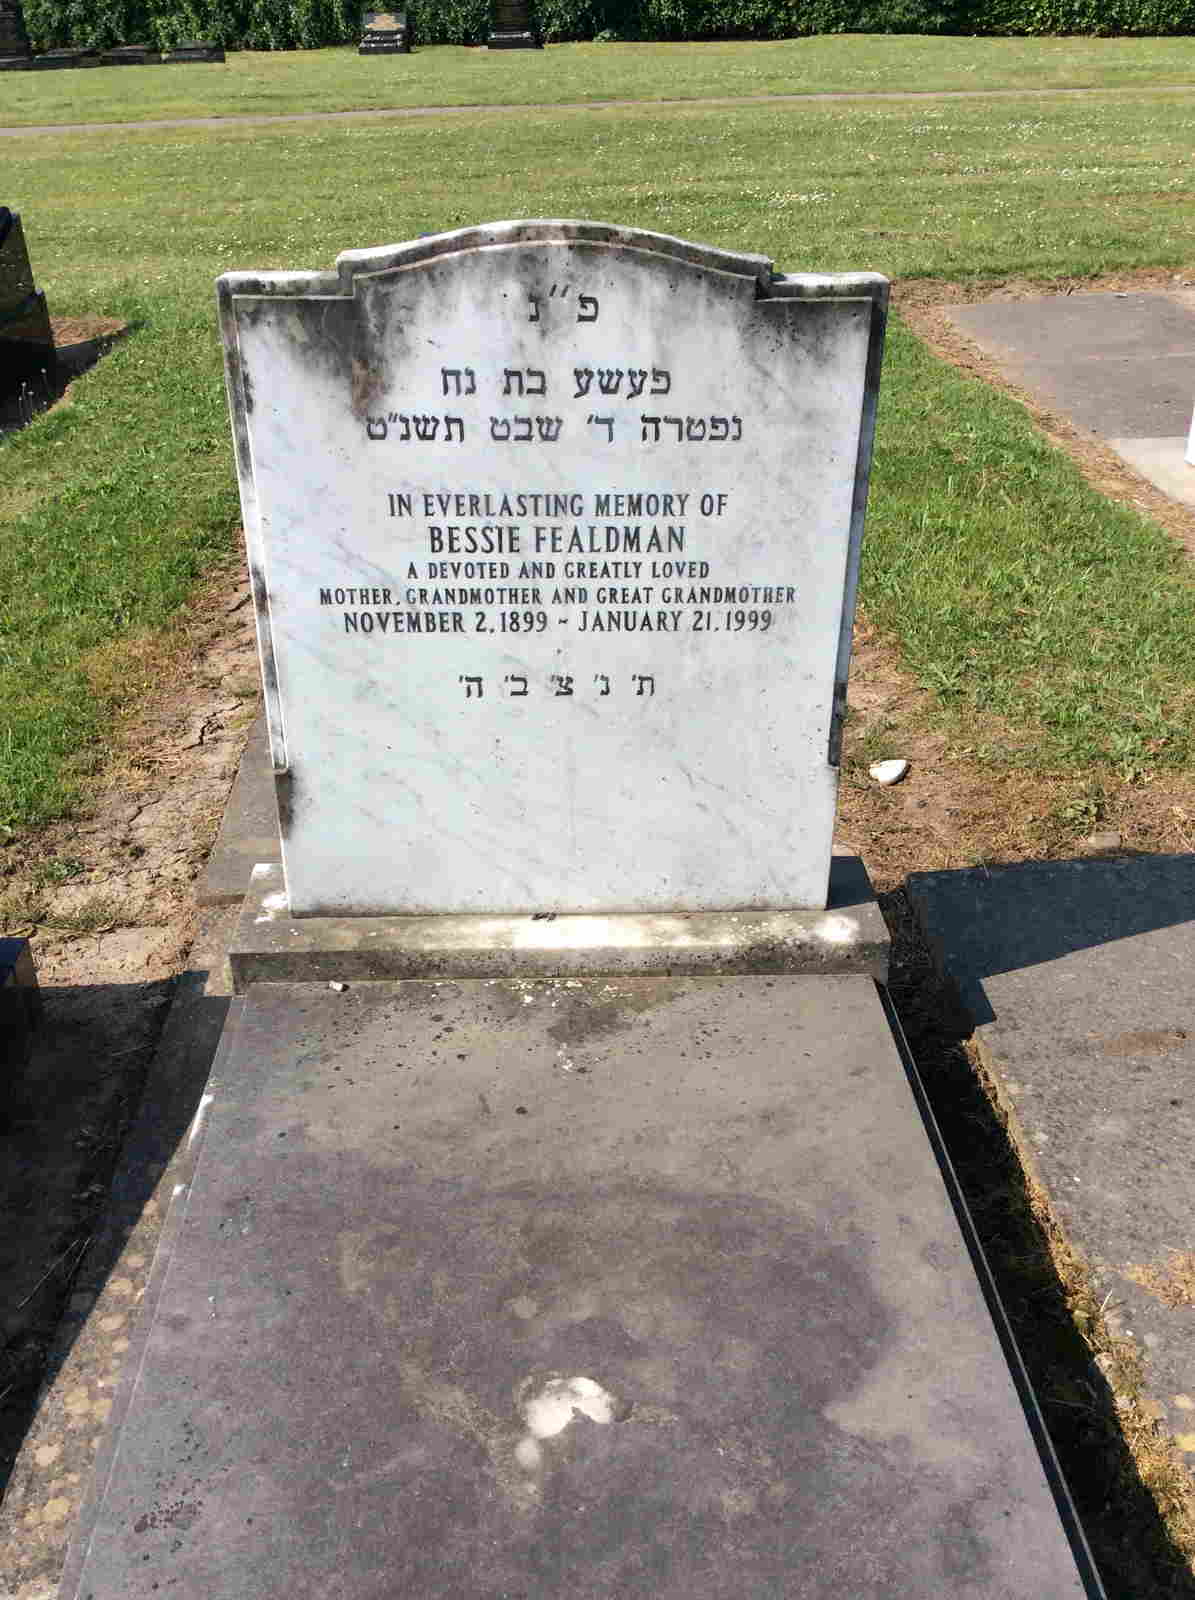 פ״נ
פעשע בת נח
נפטרה ד׳ שבט תשנ״ט
IN EVERLASTING MEMORY OF
BESSIE FEALDMAN
A DEVOTED AND GREATLY LOVED
MOTHER, GRANDMOTHER AND GREAT GRANDMOTHER
NOVEMBER 2, 1899 ~ JANUARY 21, 1999
ת׳ נ׳ צ׳ ב׳ ה׳